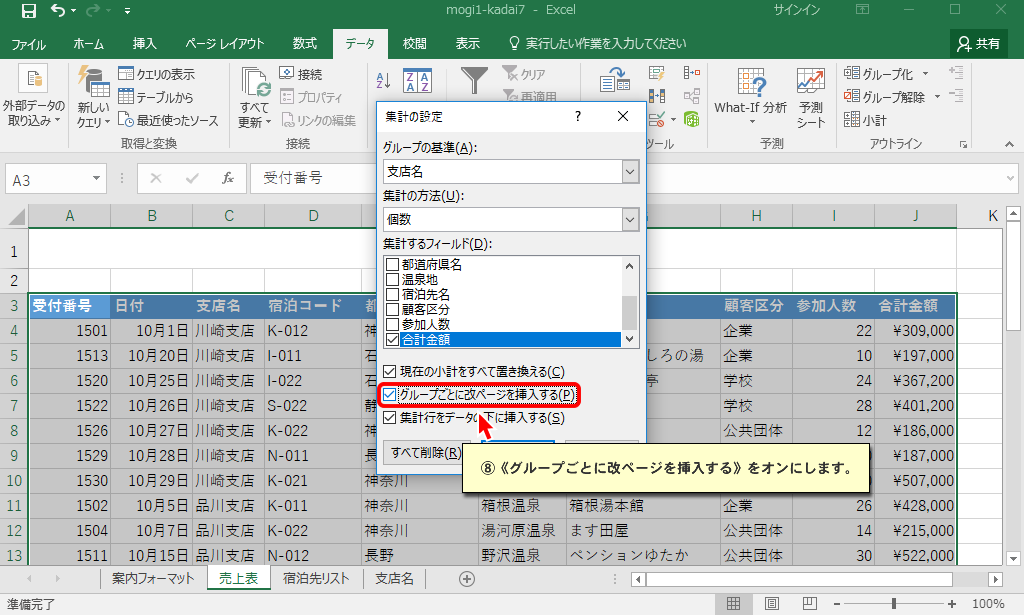 mogi1-kadai7 - Excel
サインイン
ファイル ホーム 挿入 ページ レイアウト 数式 データ 校閲 表示 実行したい作業を入力してください 共有
外部データの
取り込み
新しい
クエリ
クエリの表示
テーブルから
最近使ったソース
取得と変換
すべて
更新
接続
プロパティ
リンクの編集
接続
クリア
再適用
ツール
What-If 分析
予測
シート
予測
グループ化
グループ解除
小計
アウトライン
A3
fx
受付番号
集計の設定
?
グループの基準(A):
支店名
集計の方法(U):
個数
集計するフィールド(D):
都道府県名
温泉地
宿泊先名
顧客区分
参加人数
合計金額
現在の小計をすべて置き換える(C)
グループごとに改ページを挿入する(P)
集計行をデータの下に挿入する(S)
すべて削除(R)
⑧《グループごとに改ページを挿入する》をオンにします。
A B C D H I J K
1
2
3 受付番号 日付 支店名 宿泊コード 顧客区分 参加人数 合計金額
4 1501 10月1日 川崎支店 K-012 神 企業 22 ¥309,000
5 1513 10月20日 川崎支店 I-011 石 しろの湯 企業 10 ¥197,000
6 1520 10月25日 川崎支店 I-022 石 亭 学校 24 ¥367,200
7 1522 10月26日 川崎支店 S-022 静 学校 28 ¥401,200
8 1526 10月27日 川崎支店 K-022 神 公共団体 12 ¥186,000
9 1529 10月28日 川崎支店 N-011 長 ¥187,000
10 1530 10月29日 川崎支店 K-021 神奈川 ¥507,000
11 1502 10月5日 品川支店 K-011 神奈川 箱根温泉 箱根湯本館 企業 26 ¥428,000
12 1504 10月7日 品川支店 K-022 神奈川 湯河原温泉 ます田屋 公共団体 14 ¥215,000
13 1511 10月15日 品川支店 N-012 長野 野沢温泉 ペンションゆたか 公共団体 30 ¥522,000
案内フォーマット 売上表 宿泊先リスト 支店名
準備完了
100%